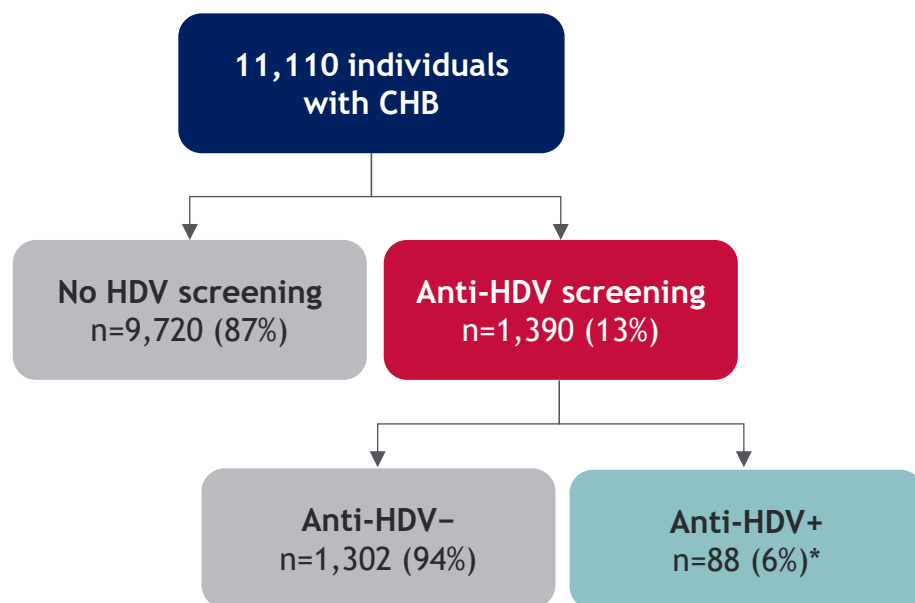 11,110 individuals
with CHB
No HDV screening
n=9,720 (87%)
Anti-HDV screening
n=1,390 (13%)
Anti-HDV−
n=1,302 (94%)
Anti-HDV+
n=88 (6%)*